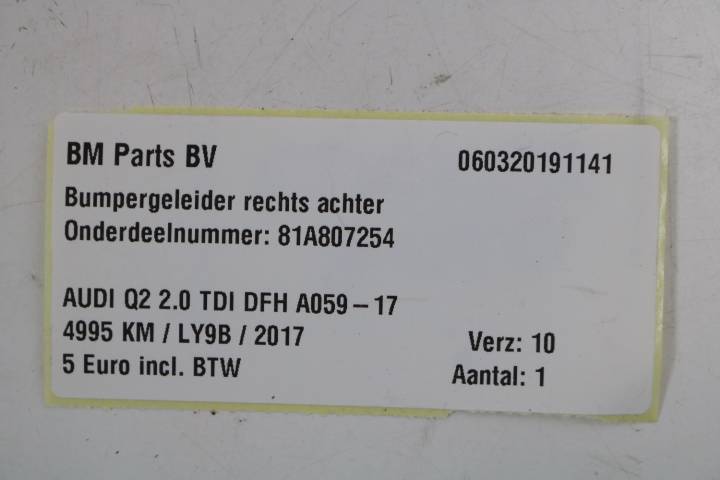 BM Parts BV 060320191141
Bumpergeleider rechts achter
Onderdeelnummer: 81A807254
AUDI Q2 2.0 TDI DFH A059-17
4995 KM / LY9B / 2017 Verz: 10
5 Euro incl. BTW Aantal: 1